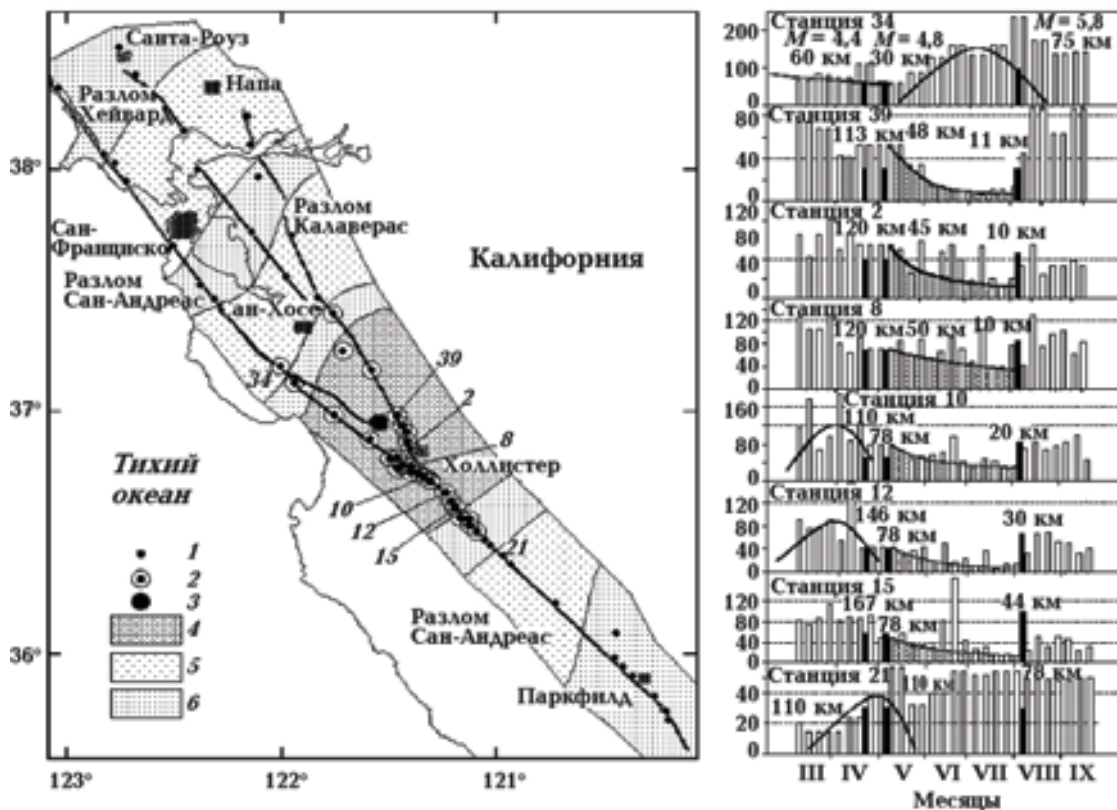 Санта-Роуз
Напа
Разлом
Хейвард
38°
Сан-
Франциско
Разлом
Калаверас
Калифорния
Разлом
Сан-Андреас
Сан-Хосе
39
2
34
37°
8
Холлистер
10
12
15
21
Тихий
океан
1
2
3
4
5
6
36°
Разлом
Сан-Андреас
Паркфилд
123°
122°
121°
Станция 34
M = 4,4
M = 4,8
M = 5,8
60 км
30 км
75 км
200
100
0
Станция 39
113 км
48 км
11 км
80
40
0
Станция 2
120 км
45 км
10 км
120
80
40
0
Станция 8
120 км
50 км
10 км
120
80
40
0
Станция 10
110 км
78 км
20 км
160
80
0
Станция 12
146 км
78 км
30 км
120
80
40
0
Станция 15
167 км
78 км
44 км
120
80
40
0
Станция 21
110 км
110 км
78 км
40
20
0
III IV V VI VII VIII IX
Месяцы